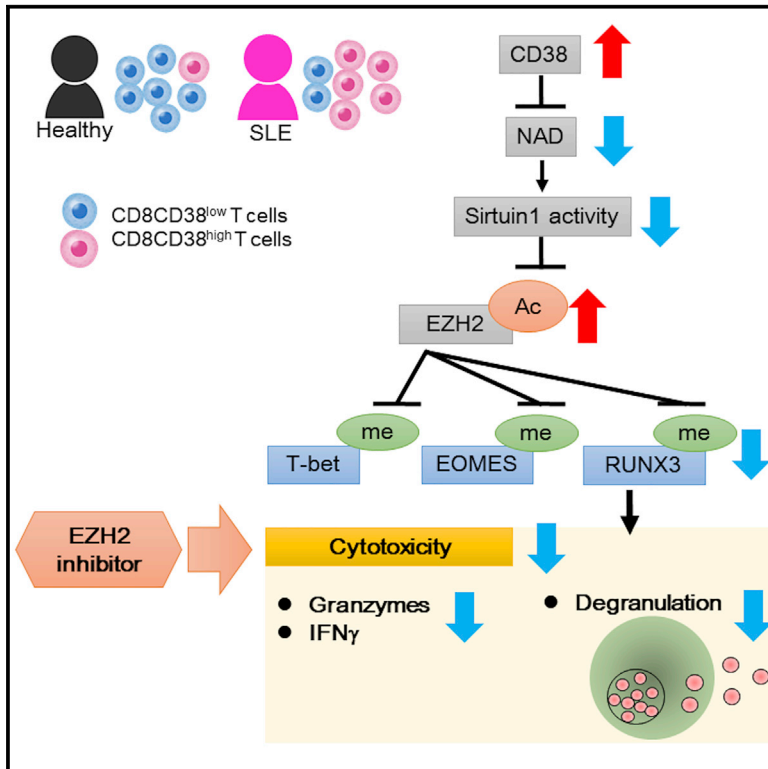 Healthy
SLE
CD8CD38low T cells
CD8CD38high T cells
CD38
NAD
Sirtuin1 activity
Ac
EZH2
me
me
me
T-bet
EOMES
RUNX3
EZH2
inhibitor
Cytotoxicity
● Granzymes
● IFNγ
● Degranulation